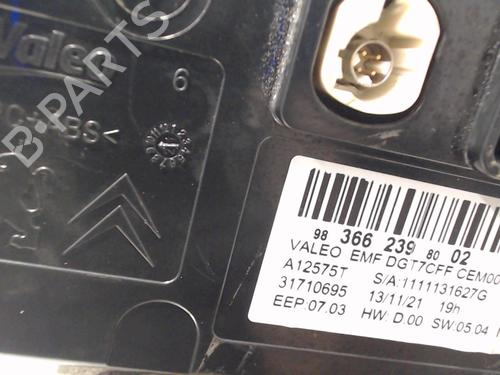 Valeo
6
B-PARTS
98 366 239 80 02
VALEO EMF DGT7CFF CEM00
A12575T S/A:1111131627G
31710695 13/11/21 19h
EEP:07.03 HW: D.00 SW:05.04